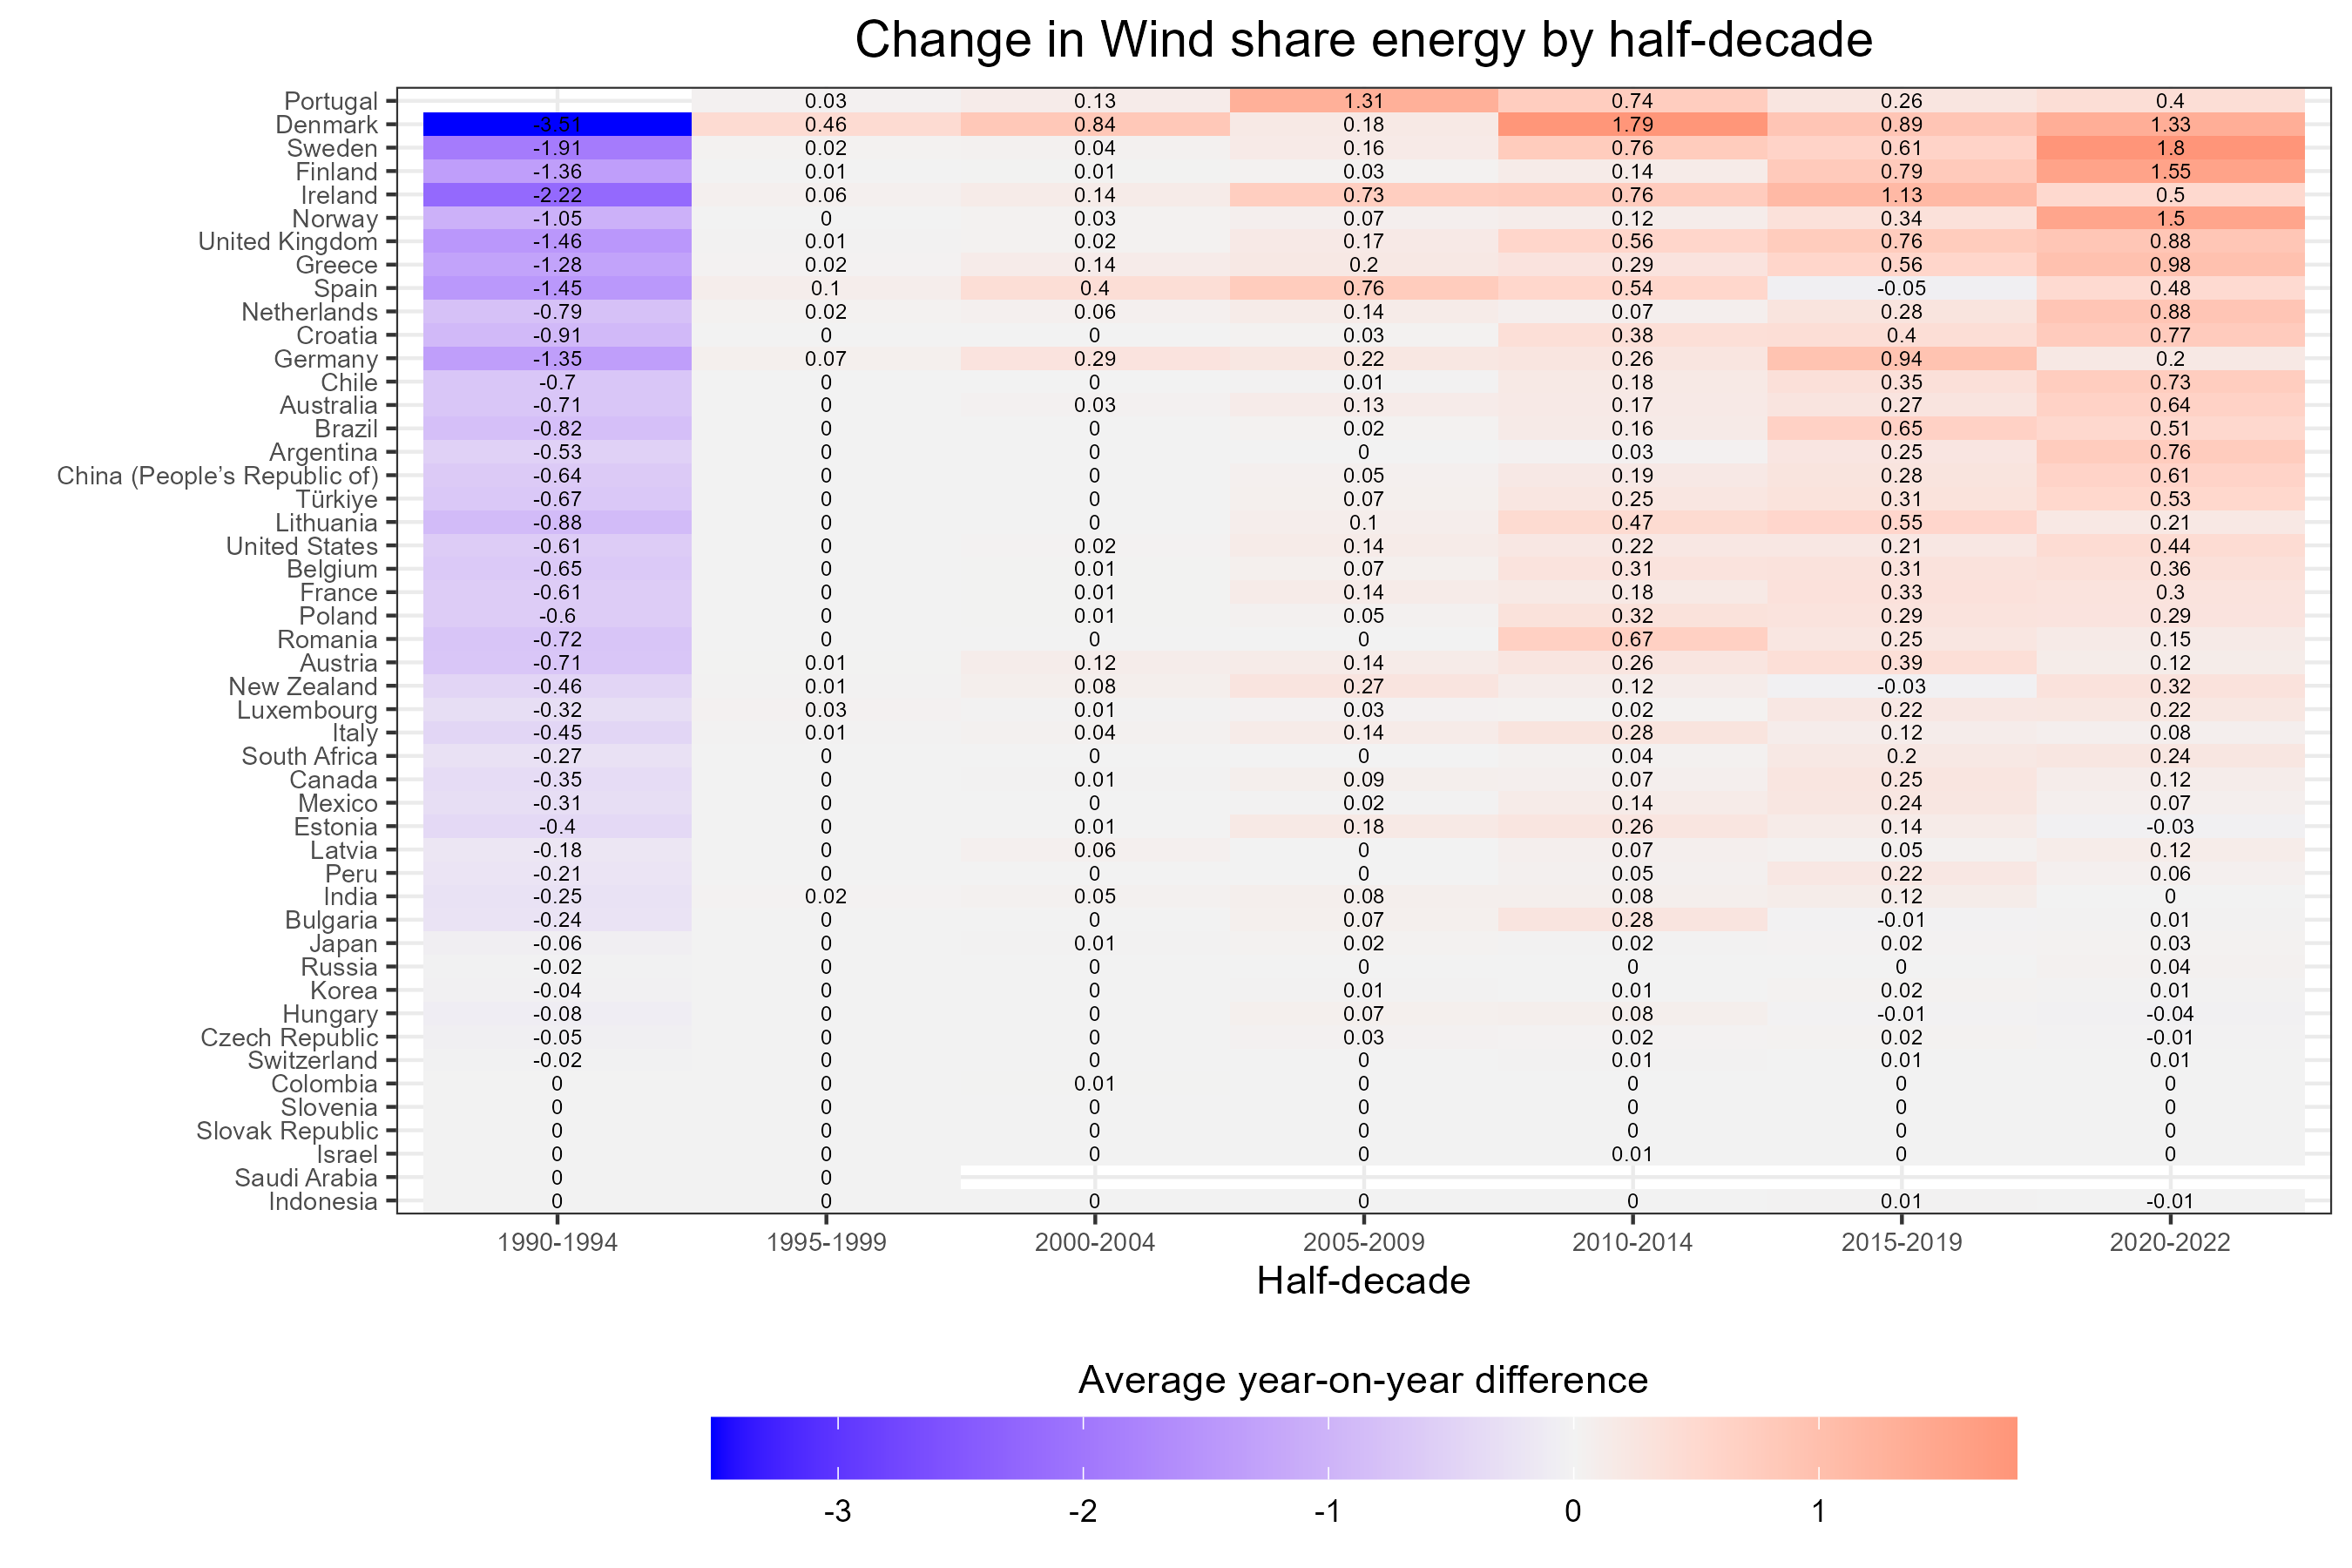 Change in Wind share energy by half-decade
Portugal 0.03 0.13 1.31 0.74 0.26 0.4
Denmark -3.51 0.46 0.84 0.18 1.79 0.89 1.33
Sweden -1.91 0.02 0.04 0.16 0.76 0.61 1.8
Finland -1.36 0.01 0.01 0.03 0.14 0.79 1.55
Ireland -2.22 0.06 0.14 0.73 0.76 1.13 0.5
Norway -1.05 0 0.03 0.07 0.12 0.34 1.5
United Kingdom -1.46 0.01 0.02 0.17 0.56 0.76 0.88
Greece -1.28 0.02 0.14 0.2 0.29 0.56 0.98
Spain -1.45 0.1 0.4 0.76 0.54 -0.05 0.48
Netherlands -0.79 0.02 0.06 0.14 0.07 0.28 0.88
Croatia -0.91 0 0 0.03 0.38 0.4 0.77
Germany -1.35 0.07 0.29 0.22 0.26 0.94 0.2
Chile -0.7 0 0 0.01 0.18 0.35 0.73
Australia -0.71 0 0.03 0.13 0.17 0.27 0.64
Brazil -0.82 0 0 0.02 0.16 0.65 0.51
Argentina -0.53 0 0 0 0.03 0.25 0.76
China (People’s Republic of) -0.64 0 0 0.05 0.19 0.28 0.61
Türkiye -0.67 0 0 0.07 0.25 0.31 0.53
Lithuania -0.88 0 0 0.1 0.47 0.55 0.21
United States -0.61 0 0.02 0.14 0.22 0.21 0.44
Belgium -0.65 0 0.01 0.07 0.31 0.31 0.36
France -0.61 0 0.01 0.14 0.18 0.33 0.3
Poland -0.6 0 0.01 0.05 0.32 0.29 0.29
Romania -0.72 0 0 0 0.67 0.25 0.15
Austria -0.71 0.01 0.12 0.14 0.26 0.39 0.12
New Zealand -0.46 0.01 0.08 0.27 0.12 -0.03 0.32
Luxembourg -0.32 0.03 0.01 0.03 0.02 0.22 0.22
Italy -0.45 0.01 0.04 0.14 0.28 0.12 0.08
South Africa -0.27 0 0 0 0.04 0.2 0.24
Canada -0.35 0 0.01 0.09 0.07 0.25 0.12
Mexico -0.31 0 0 0.02 0.14 0.24 0.07
Estonia -0.4 0 0.01 0.18 0.26 0.14 -0.03
Latvia -0.18 0 0.06 0 0.07 0.05 0.12
Peru -0.21 0 0 0 0.05 0.22 0.06
India -0.25 0.02 0.05 0.08 0.08 0.12 0
Bulgaria -0.24 0 0 0.07 0.28 -0.01 0.01
Japan -0.06 0 0.01 0.02 0.02 0.02 0.03
Russia -0.02 0 0 0 0 0 0.04
Korea -0.04 0 0 0.01 0.01 0.02 0.01
Hungary -0.08 0 0 0.07 0.08 -0.01 -0.04
Czech Republic -0.05 0 0 0.03 0.02 0.02 -0.01
Switzerland -0.02 0 0 0 0.01 0.01 0.01
Colombia 0 0 0.01 0 0 0 0
Slovenia 0 0 0 0 0 0 0
Slovak Republic 0 0 0 0 0 0 0
Israel 0 0 0 0 0.01 0 0
Saudi Arabia 0 0
Indonesia 0 0 0 0 0 0.01 -0.01
1990-1994 1995-1999 2000-2004 2005-2009 2010-2014 2015-2019 2020-2022
Half-decade
Average year-on-year difference
-3 -2 -1 0 1